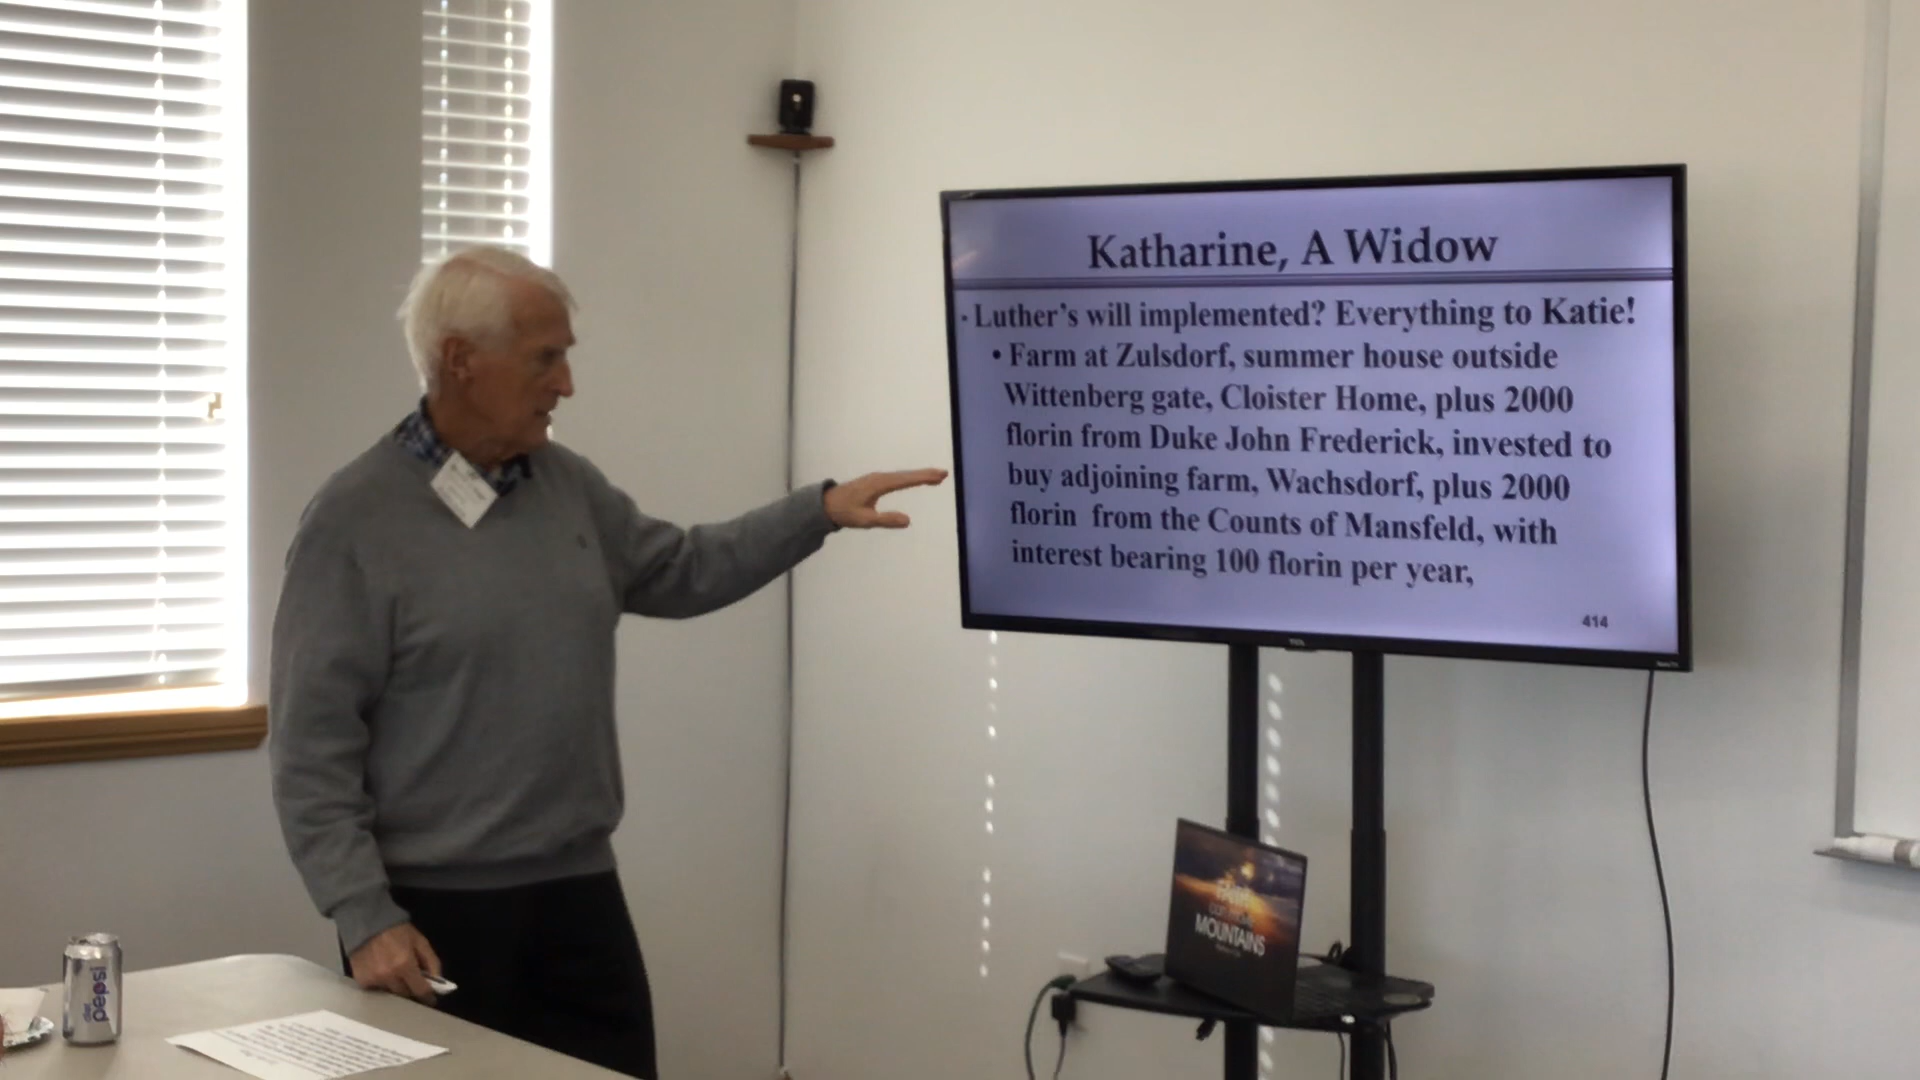 Katharine, A Widow
• Luther's will implemented? Everything to Katie!
• Farm at Zulsdorf, summer house outside
Wittenberg gate, Cloister Home, plus 2000
florin from Duke John Frederick, invested to
buy adjoining farm, Wachsdorf, plus 2000
florin from the Counts of Mansfeld, with
interest bearing 100 florin per year,
414
TCL
MOUNTAINS
diet
pepsi